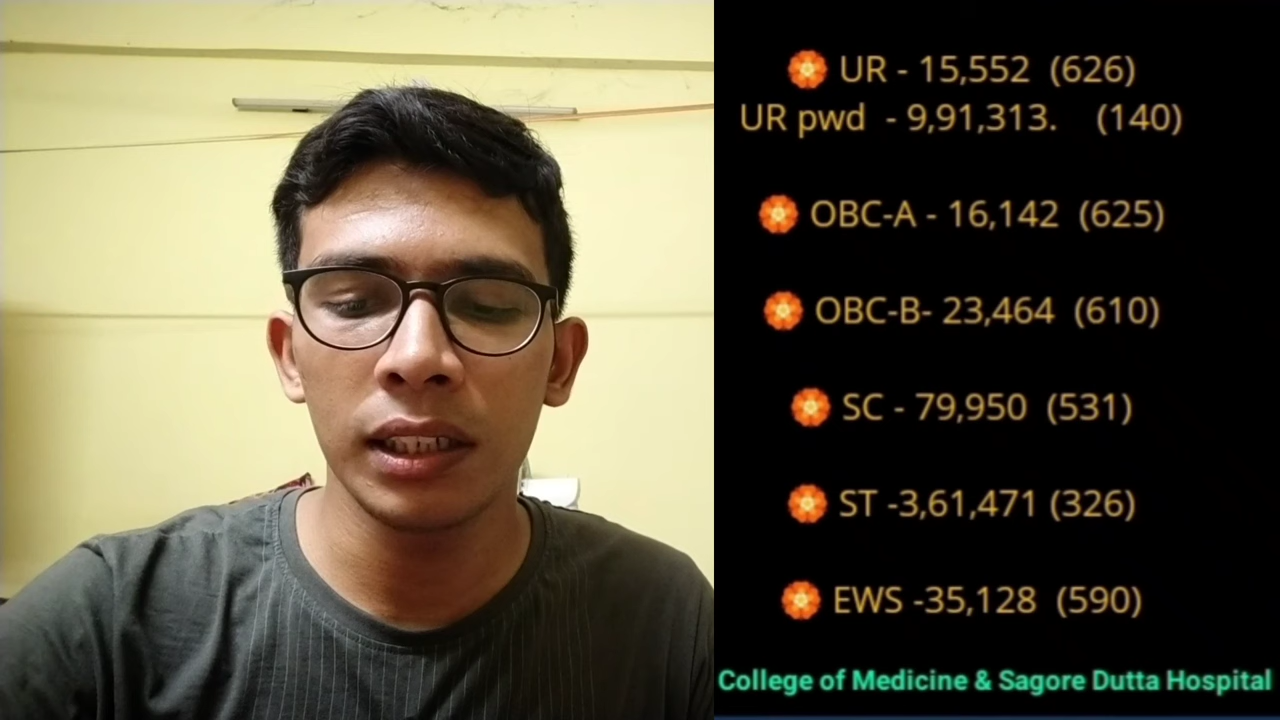 UR - 15,552 (626)
UR pwd - 9,91,313. (140)
OBC-A - 16,142 (625)
OBC-B- 23,464 (610)
SC - 79,950 (531)
ST -3,61,471 (326)
EWS -35,128 (590)
College of Medicine & Sagore Dutta Hospital